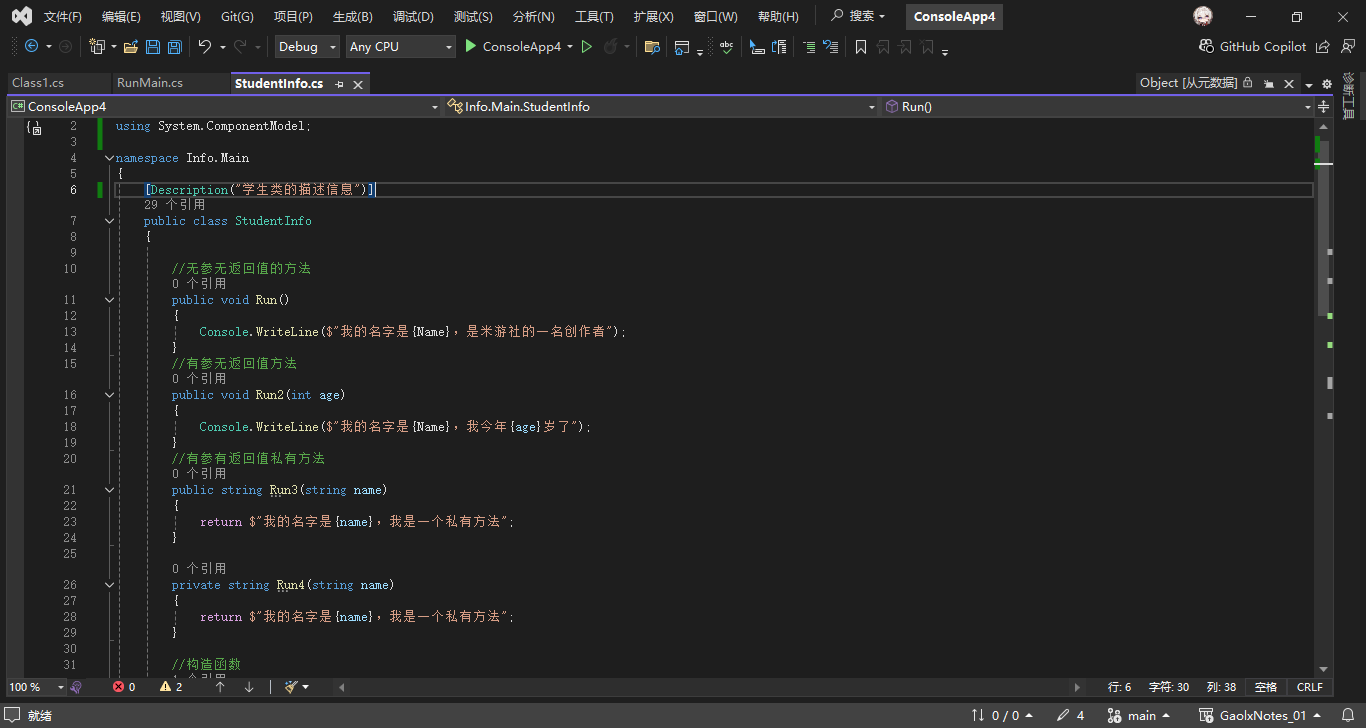 文件(F) 编辑(E) 视图(V) Git(G) 项目(P) 生成(B) 调试(D) 测试(S) 分析(N) 工具(T) 扩展(X) 窗口(W) 帮助(H) 搜索 ConsoleApp4
Debug Any CPU ConsoleApp4 abc GitHub Copilot
Class1.cs RunMain.cs StudentInfo.cs Object [从元数据]
诊断工具
C# ConsoleApp4 Info.Main.StudentInfo Run()
2 using System.ComponentModel;
3
4 namespace Info.Main
5 {
6 [Description("学生类的描述信息")]
29 个引用
7 public class StudentInfo
8 {
9
10 //无参无返回值的方法
0 个引用
11 public void Run()
12 {
13 Console.WriteLine($"我的名字是{Name}，是米游社的一名创作者");
14 }
15 //有参无返回值方法
0 个引用
16 public void Run2(int age)
17 {
18 Console.WriteLine($"我的名字是{Name}，我今年{age}岁了");
19 }
20 //有参有返回值私有方法
0 个引用
21 public string Run3(string name)
22 {
23 return $"我的名字是{name}，我是一个私有方法";
24 }
25
0 个引用
26 private string Run4(string name)
27 {
28 return $"我的名字是{name}，我是一个私有方法";
29 }
30
31 //构造函数
100 % 0 2 行: 6 字符: 30 列: 38 空格 CRLF
就绪 0 / 0 4 main GaolxNotes_01